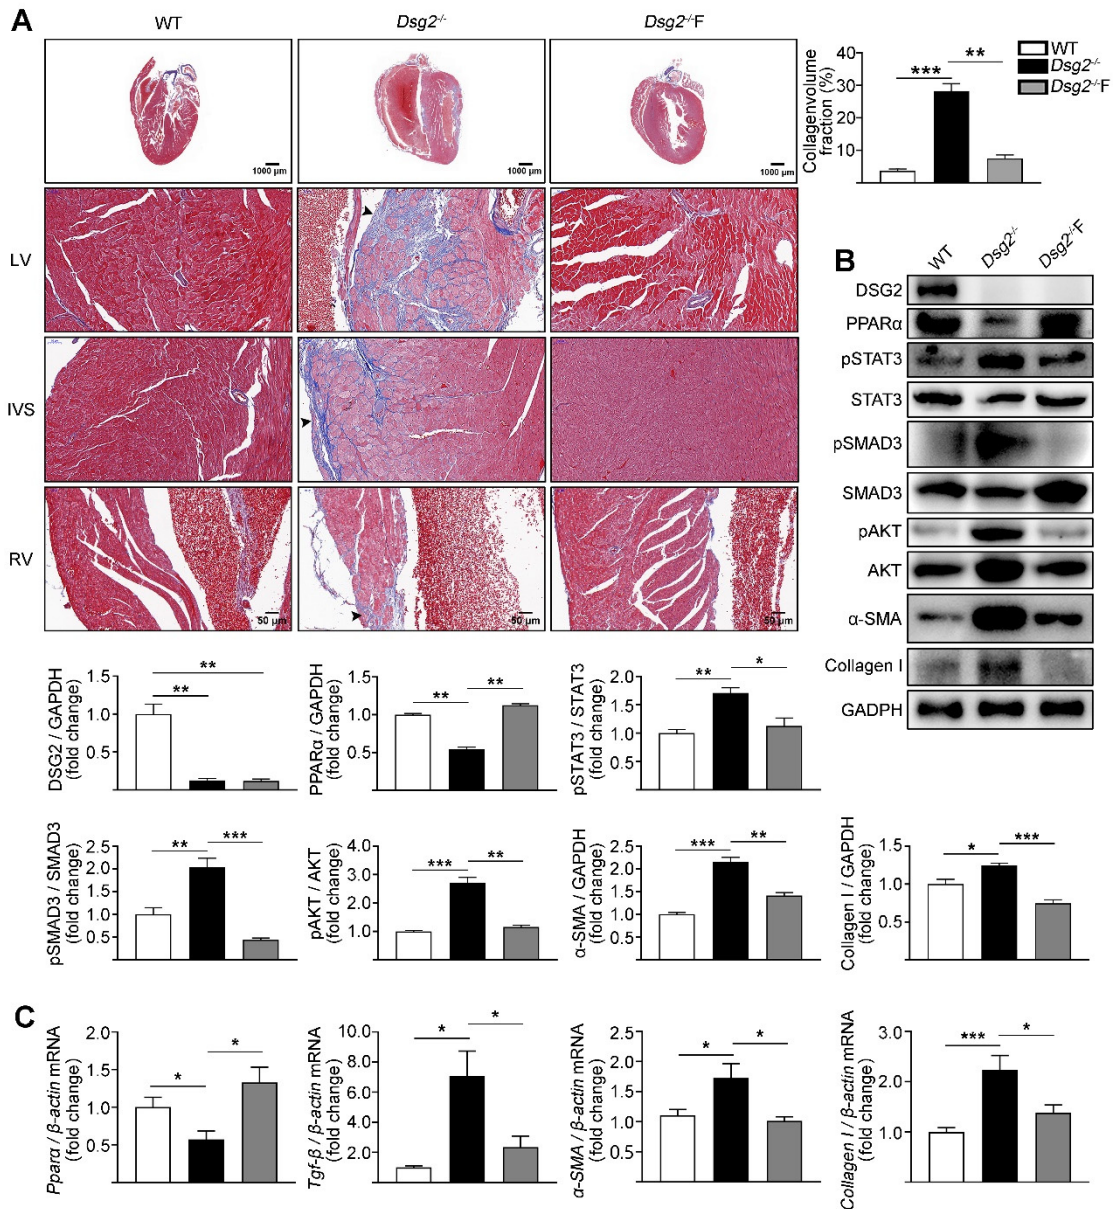 A
WT
Dsg2-/-
Dsg2-/-F
1000 µm
1000 µm
1000 µm
LV
IVS
RV
50 µm
50 µm
50 µm
Collagenvolume
fraction (%)
40
30
20
10
***
**
WT
Dsg2-/-
Dsg2-/-F
B
WT
Dsg2-/-
Dsg2-/-F
DSG2
PPARα
pSTAT3
STAT3
pSMAD3
SMAD3
pAKT
AKT
α-SMA
Collagen I
GADPH
DSG2 / GAPDH
(fold change)
1.5
1.0
0.5
**
**
PPARα / GAPDH
(fold change)
1.5
1.0
0.5
**
**
pSTAT3 / STAT3
(fold change)
2.0
1.5
1.0
0.5
**
*
pSMAD3 / SMAD3
(fold change)
2.5
2.0
1.5
1.0
0.5
**
***
pAKT / AKT
(fold change)
4.0
3.0
2.0
1.0
***
**
α-SMA / GAPDH
(fold change)
2.5
2.0
1.5
1.0
0.5
***
**
Collagen I / GAPDH
(fold change)
1.5
1.0
0.5
*
***
C
Pparα / β-actin mRNA
(fold change)
2.0
1.5
1.0
0.5
*
*
Tgf-β / β-actin mRNA
(fold change)
10.0
8.0
6.0
4.0
2.0
*
*
α-SMA / β-actin mRNA
(fold change)
2.5
2.0
1.5
1.0
0.5
*
*
Collagen I / β-actin mRNA
(fold change)
3.0
2.0
1.0
***
*